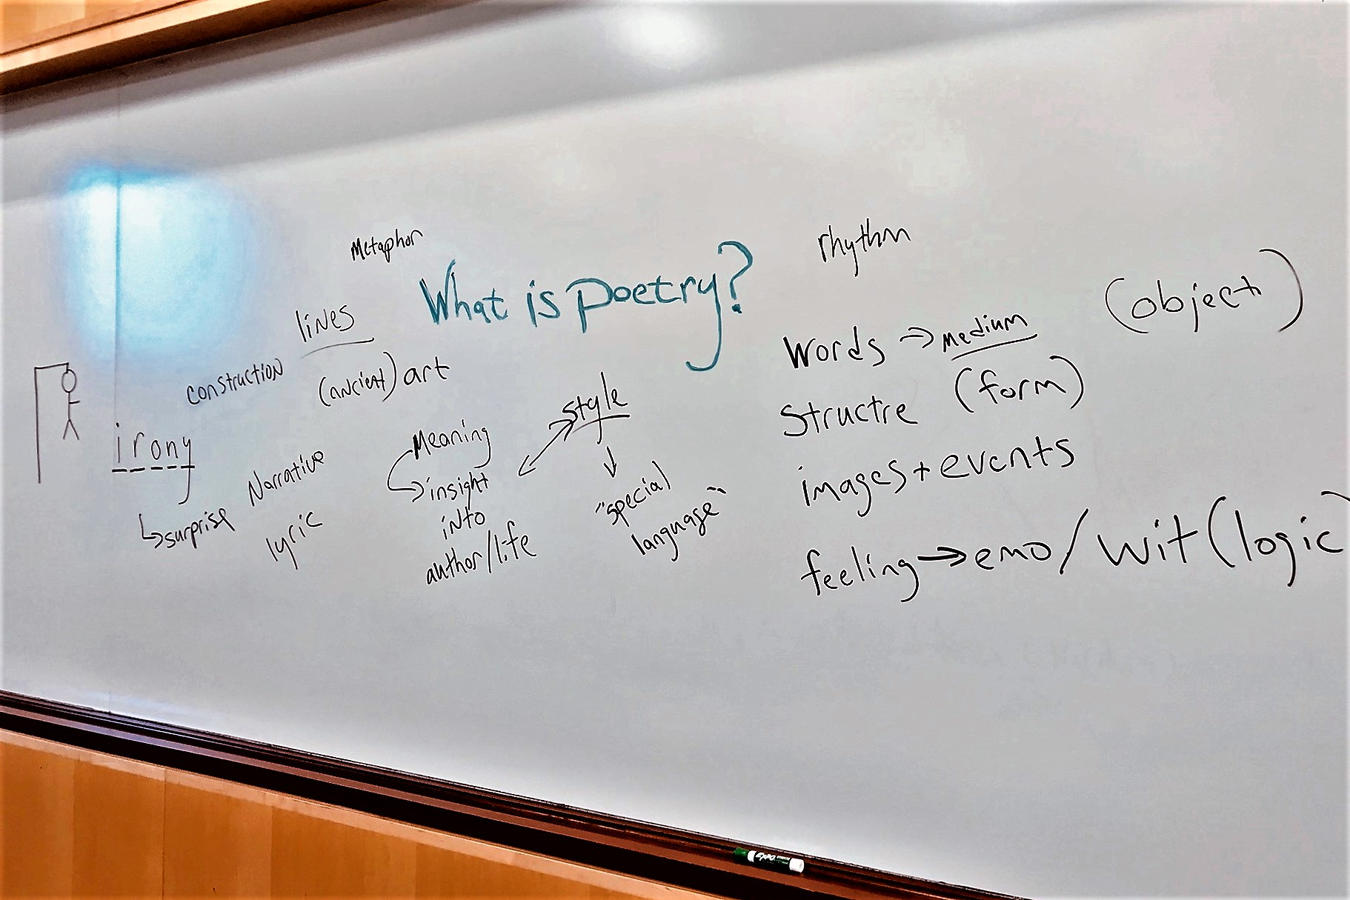 Metaphor
rhythm
What is poetry?
lines
construction
(ancient) art
irony
surprise
Narrative
lyric
Meaning
insight
into
author/life
style
"special
language"
Words → medium
(object)
Structre (form)
images + events
feeling → emo/wit (logic)
EXPO